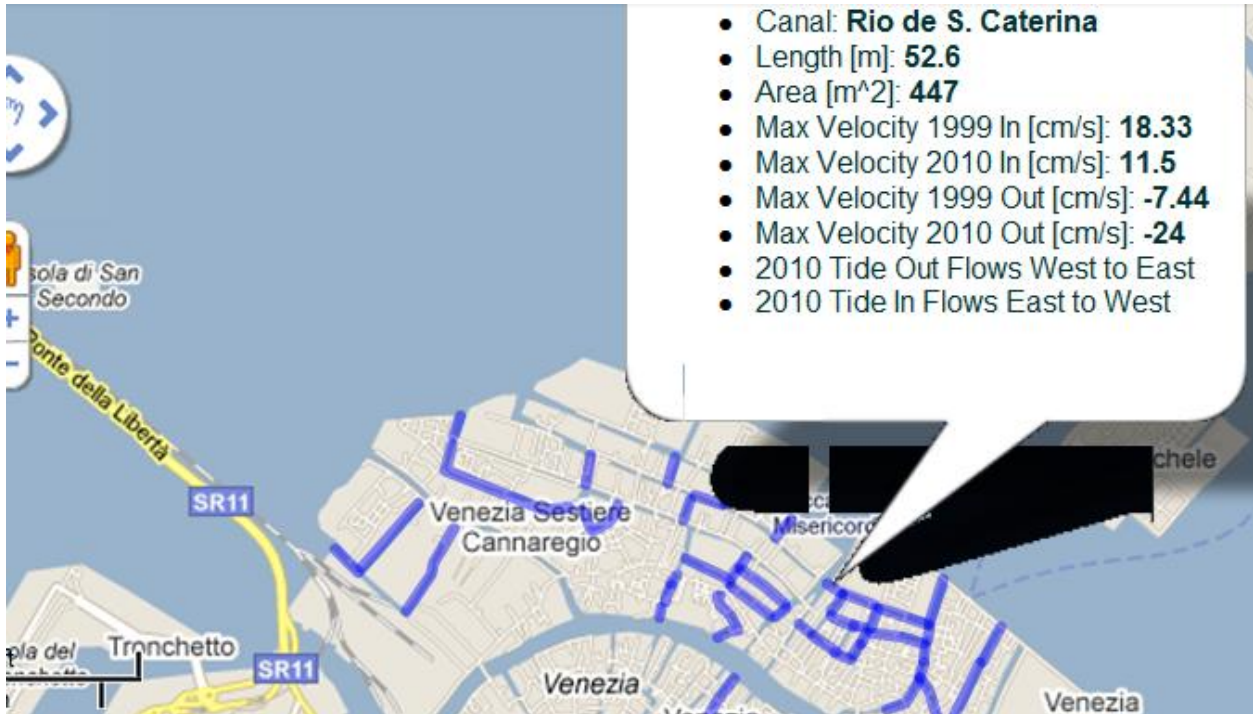 • Canal: Rio de S. Caterina
• Length [m]: 52.6
• Area [m^2]: 447
• Max Velocity 1999 In [cm/s]: 18.33
• Max Velocity 2010 In [cm/s]: 11.5
• Max Velocity 1999 Out [cm/s]: -7.44
• Max Velocity 2010 Out [cm/s]: -24
• 2010 Tide Out Flows West to East
• 2010 Tide In Flows East to West
sola di San
Secondo
Ponte della Libertà
SR11
chele
Venezia Sestiere
Cannaregio
Misericord
Tronchetto
ola del
SR11
Venezia
Venezia